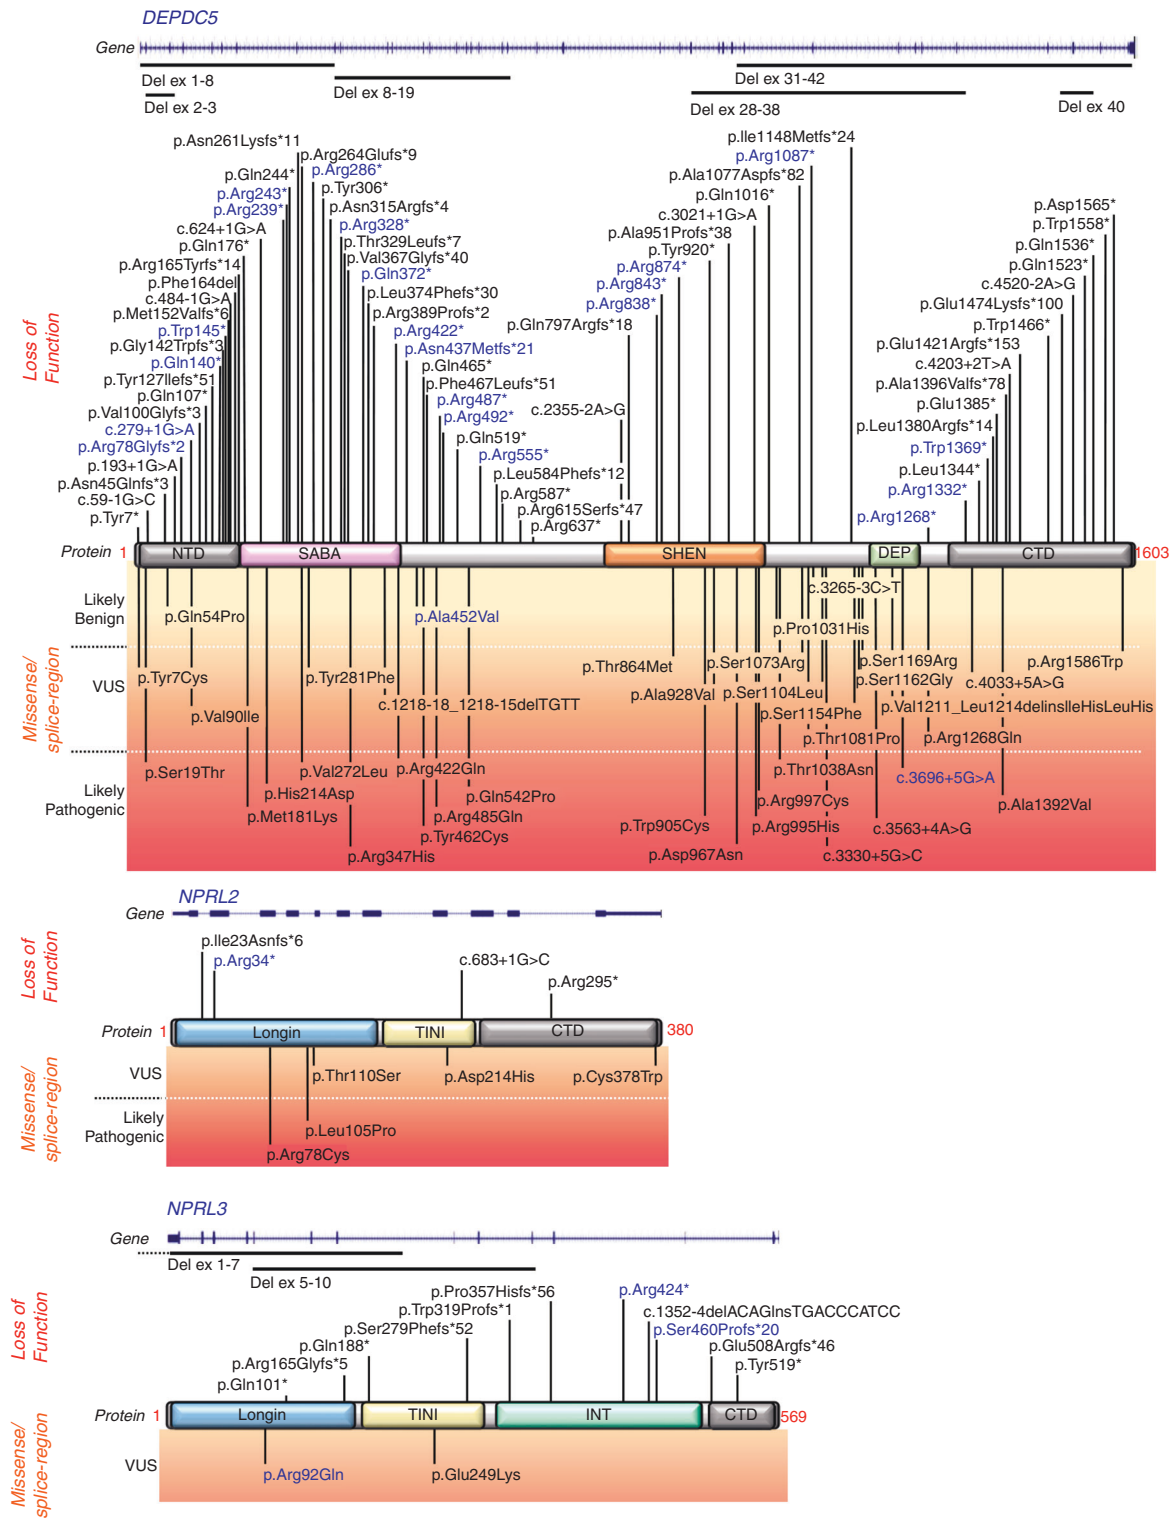 DEPDC5
Gene
Del ex 1-8
Del ex 2-3
Del ex 8-19
Del ex 31-42
Del ex 28-38
Del ex 40
Loss of
Function
p.Asn261Lysfs*11
p.Gln244*
p.Arg243*
p.Arg239*
c.624+1G>A
p.Gln176*
p.Arg165Tyrfs*14
p.Phe164del
c.484-1G>A
p.Met152Valfs*6
p.Trp145*
p.Gly142Trpfs*3
p.Gln140*
p.Tyr127Ilefs*51
p.Gln107*
p.Val100Glyfs*3
c.279+1G>A
p.Arg78Glyfs*2
p.193+1G>A
p.Asn45Glnfs*3
c.59-1G>C
p.Tyr7*
p.Arg264Glufs*9
p.Arg286*
p.Tyr306*
p.Asn315Argfs*4
p.Arg328*
p.Thr329Leufs*7
p.Val367Glyfs*40
p.Gln372*
p.Leu374Phefs*30
p.Arg389Profs*2
p.Arg422*
p.Asn437Metfs*21
p.Gln465*
p.Phe467Leufs*51
p.Arg487*
p.Arg492*
p.Gln519*
p.Arg555*
p.Leu584Phefs*12
p.Arg587*
p.Arg615Serfs*47
p.Arg637*
p.Ile1148Metfs*24
p.Arg1087*
p.Ala1077Aspfs*82
p.Gln1016*
c.3021+1G>A
p.Ala951Profs*38
p.Tyr920*
p.Arg874*
p.Arg843*
p.Arg838*
p.Gln797Argfs*18
c.2355-2A>G
p.Asp1565*
p.Trp1558*
p.Gln1536*
p.Gln1523*
c.4520-2A>G
p.Glu1474Lysfs*100
p.Trp1466*
p.Glu1421Argfs*153
c.4203+2T>A
p.Ala1396Valfs*78
p.Glu1385*
p.Leu1380Argfs*14
p.Trp1369*
p.Leu1344*
p.Arg1332*
p.Arg1268*
Protein 1 NTD SABA SHEN DEP CTD 1603
Missense/
splice-region
Likely
Benign
p.Gln54Pro
p.Ala452Val
c.3265-3C>T
p.Pro1031His
VUS
p.Tyr7Cys
p.Val90Ile
p.Tyr281Phe
c.1218-18_1218-15delTGTT
p.Thr864Met
p.Ala928Val
p.Ser1073Arg
p.Ser1104Leu
p.Ser1154Phe
p.Thr1081Pro
p.Ser1169Arg
p.Ser1162Gly
p.Val1211_Leu1214delinsIleHisLeuHis
p.Arg1268Gln
c.4033+5A>G
p.Arg1586Trp
Likely
Pathogenic
p.Ser19Thr
p.Met181Lys
p.His214Asp
p.Val272Leu
p.Arg347His
p.Arg422Gln
p.Tyr462Cys
p.Arg485Gln
p.Gln542Pro
p.Trp905Cys
p.Asp967Asn
p.Arg995His
p.Arg997Cys
p.Thr1038Asn
c.3330+5G>C
c.3563+4A>G
c.3696+5G>A
p.Ala1392Val
NPRL2
Gene
Loss of
Function
p.Ile23Asnfs*6
p.Arg34*
c.683+1G>C
p.Arg295*
Protein 1 Longin TINI CTD 380
Missense/
splice-region
VUS
p.Thr110Ser
p.Asp214His
p.Cys378Trp
Likely
Pathogenic
p.Leu105Pro
p.Arg78Cys
NPRL3
Gene
Del ex 1-7
Del ex 5-10
Loss of
Function
p.Pro357Hisfs*56
p.Trp319Profs*1
p.Ser279Phefs*52
p.Gln188*
p.Arg165Glyfs*5
p.Gln101*
p.Arg424*
c.1352-4delACAGInsTGACCCATCC
p.Ser460Profs*20
p.Glu508Argfs*46
p.Tyr519*
Protein 1 Longin TINI INT CTD 569
Missense/
splice-region
VUS
p.Arg92Gln
p.Glu249Lys